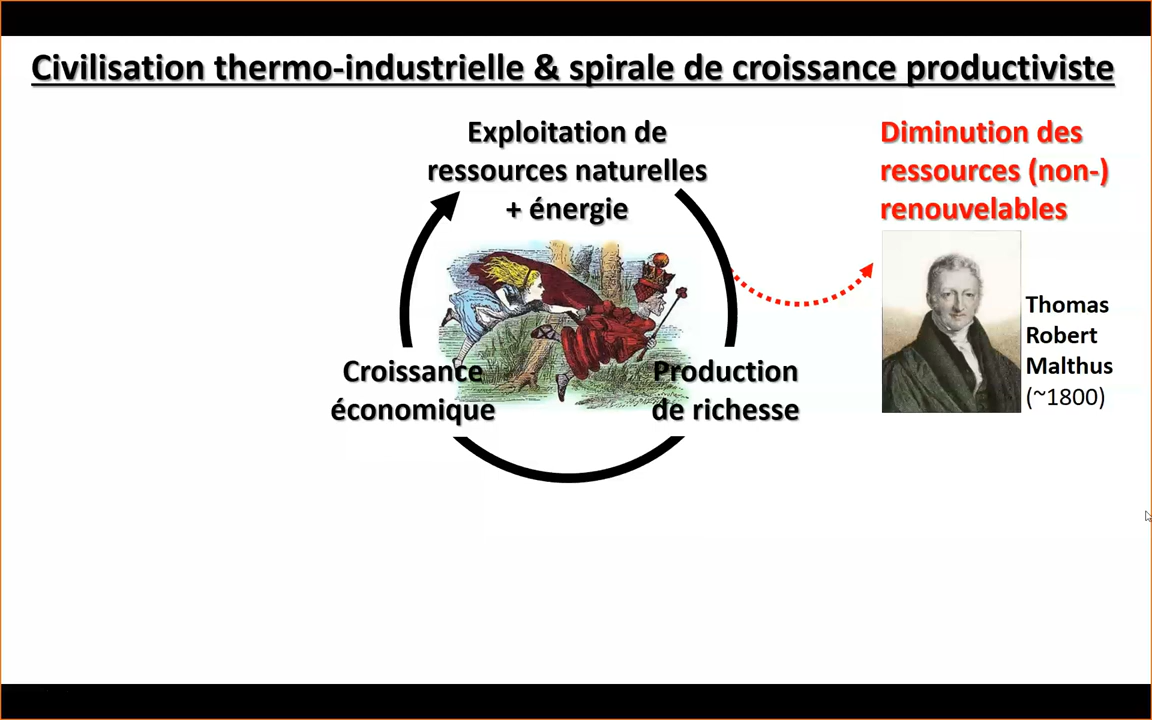 Civilisation thermo-industrielle & spirale de croissance productiviste
Exploitation de
ressources naturelles
+ énergie
Diminution des
ressources (non-)
renouvelables
Thomas
Robert
Malthus
(~1800)
Croissance
économique
Production
de richesse